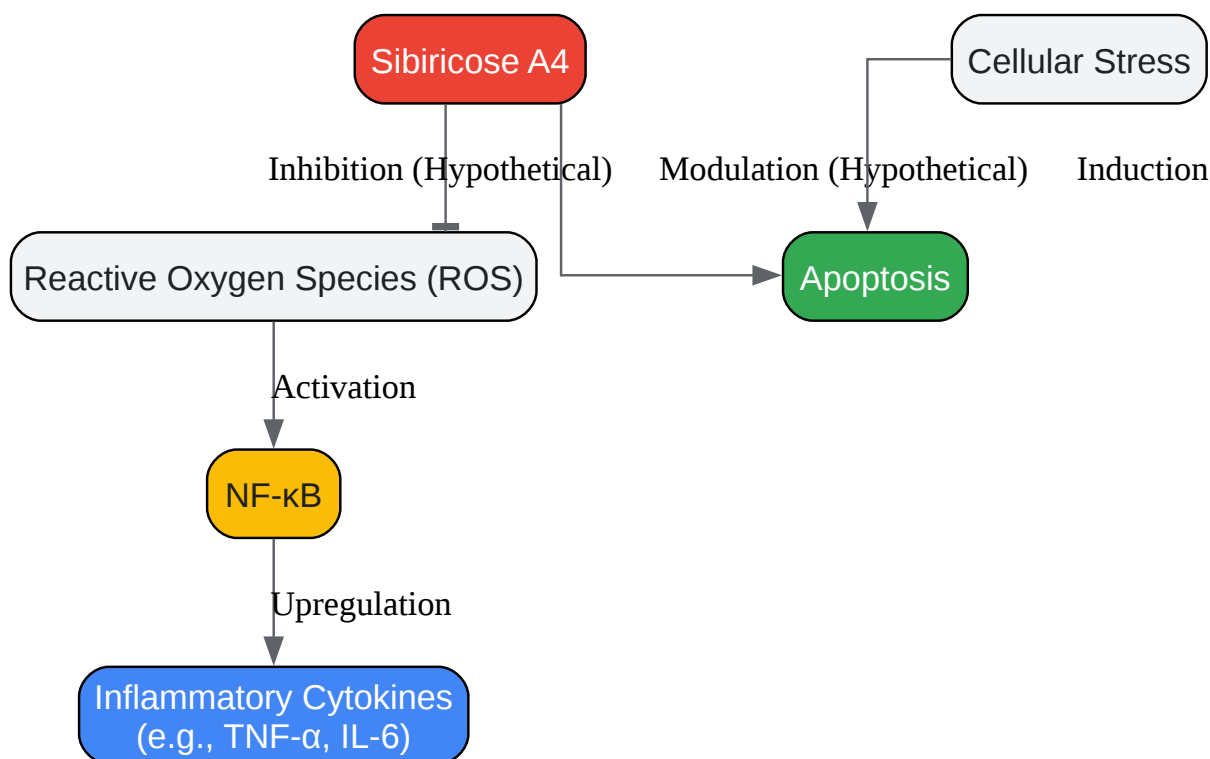 Sibiricose A4
Cellular Stress
Inhibition (Hypothetical)
Modulation (Hypothetical)
Induction
Reactive Oxygen Species (ROS)
Apoptosis
Activation
NF-κB
Upregulation
Inflammatory Cytokines
(e.g., TNF-α, IL-6)